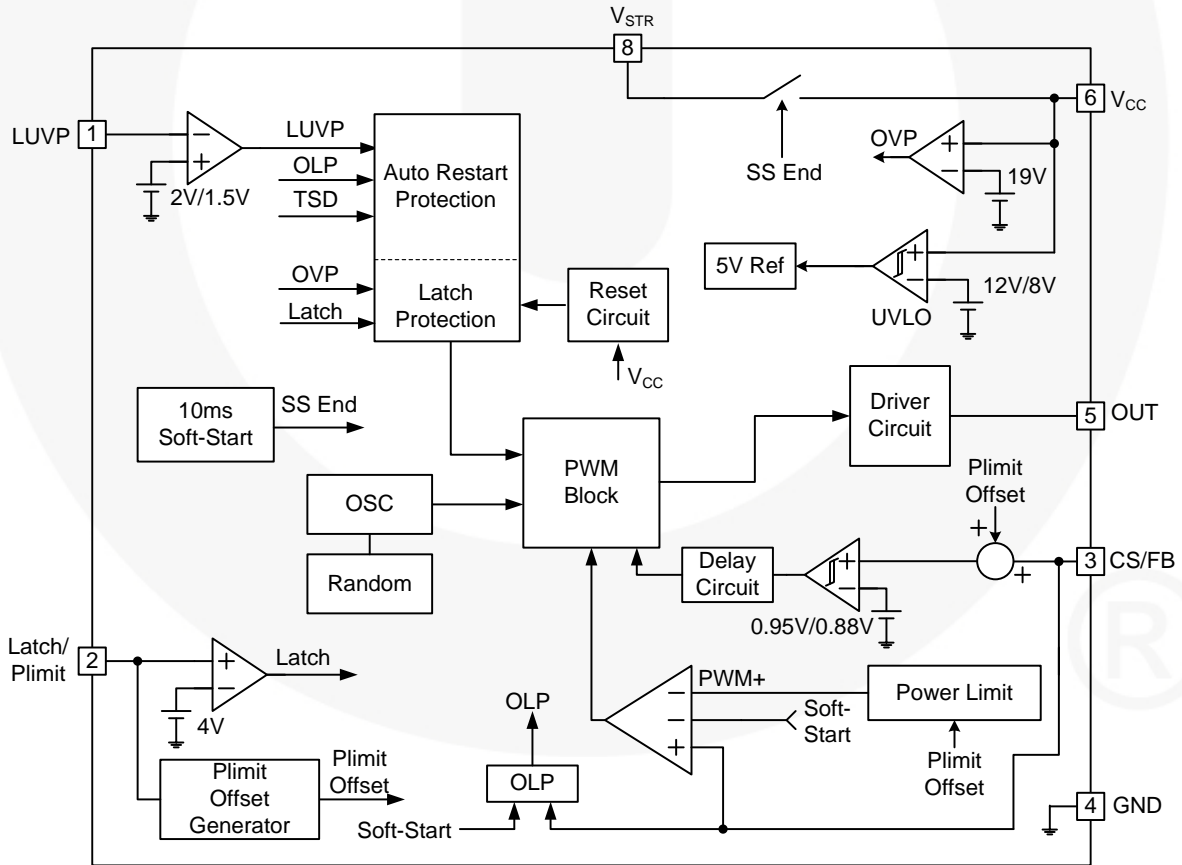 VSTR
8
6
VCC
LUVP
1
−
+
2V/1.5V
LUVP
OLP
TSD
Auto Restart
Protection
OVP
Latch
Latch
Protection
Reset
Circuit
VCC
SS End
OVP
+
−
19V
5V Ref
+
−
12V/8V
UVLO
10ms
Soft-Start
SS End
OSC
Random
PWM
Block
Driver
Circuit
5
OUT
Plimit
Offset
+
+
3
CS/FB
Delay
Circuit
+
−
0.95V/0.88V
Latch/
Plimit
2
+
−
4V
Latch
Plimit
Offset
Generator
Plimit
Offset
OLP
OLP
Soft-Start
−
−
+
PWM+
Soft-
Start
Power Limit
Plimit
Offset
4
GND
®